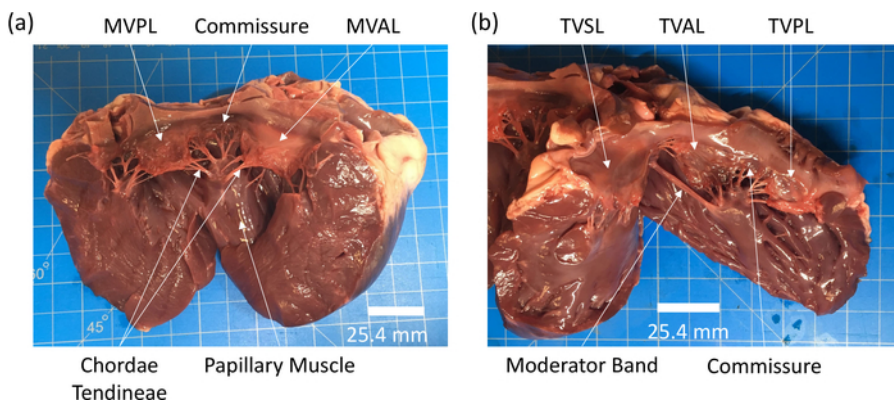 (a)
MVPL
Commissure
MVAL
(b)
TVSL
TVAL
TVPL
45°
25.4 mm
25.4 mm
Chordae
Tendineae
Papillary Muscle
Moderator Band
Commissure